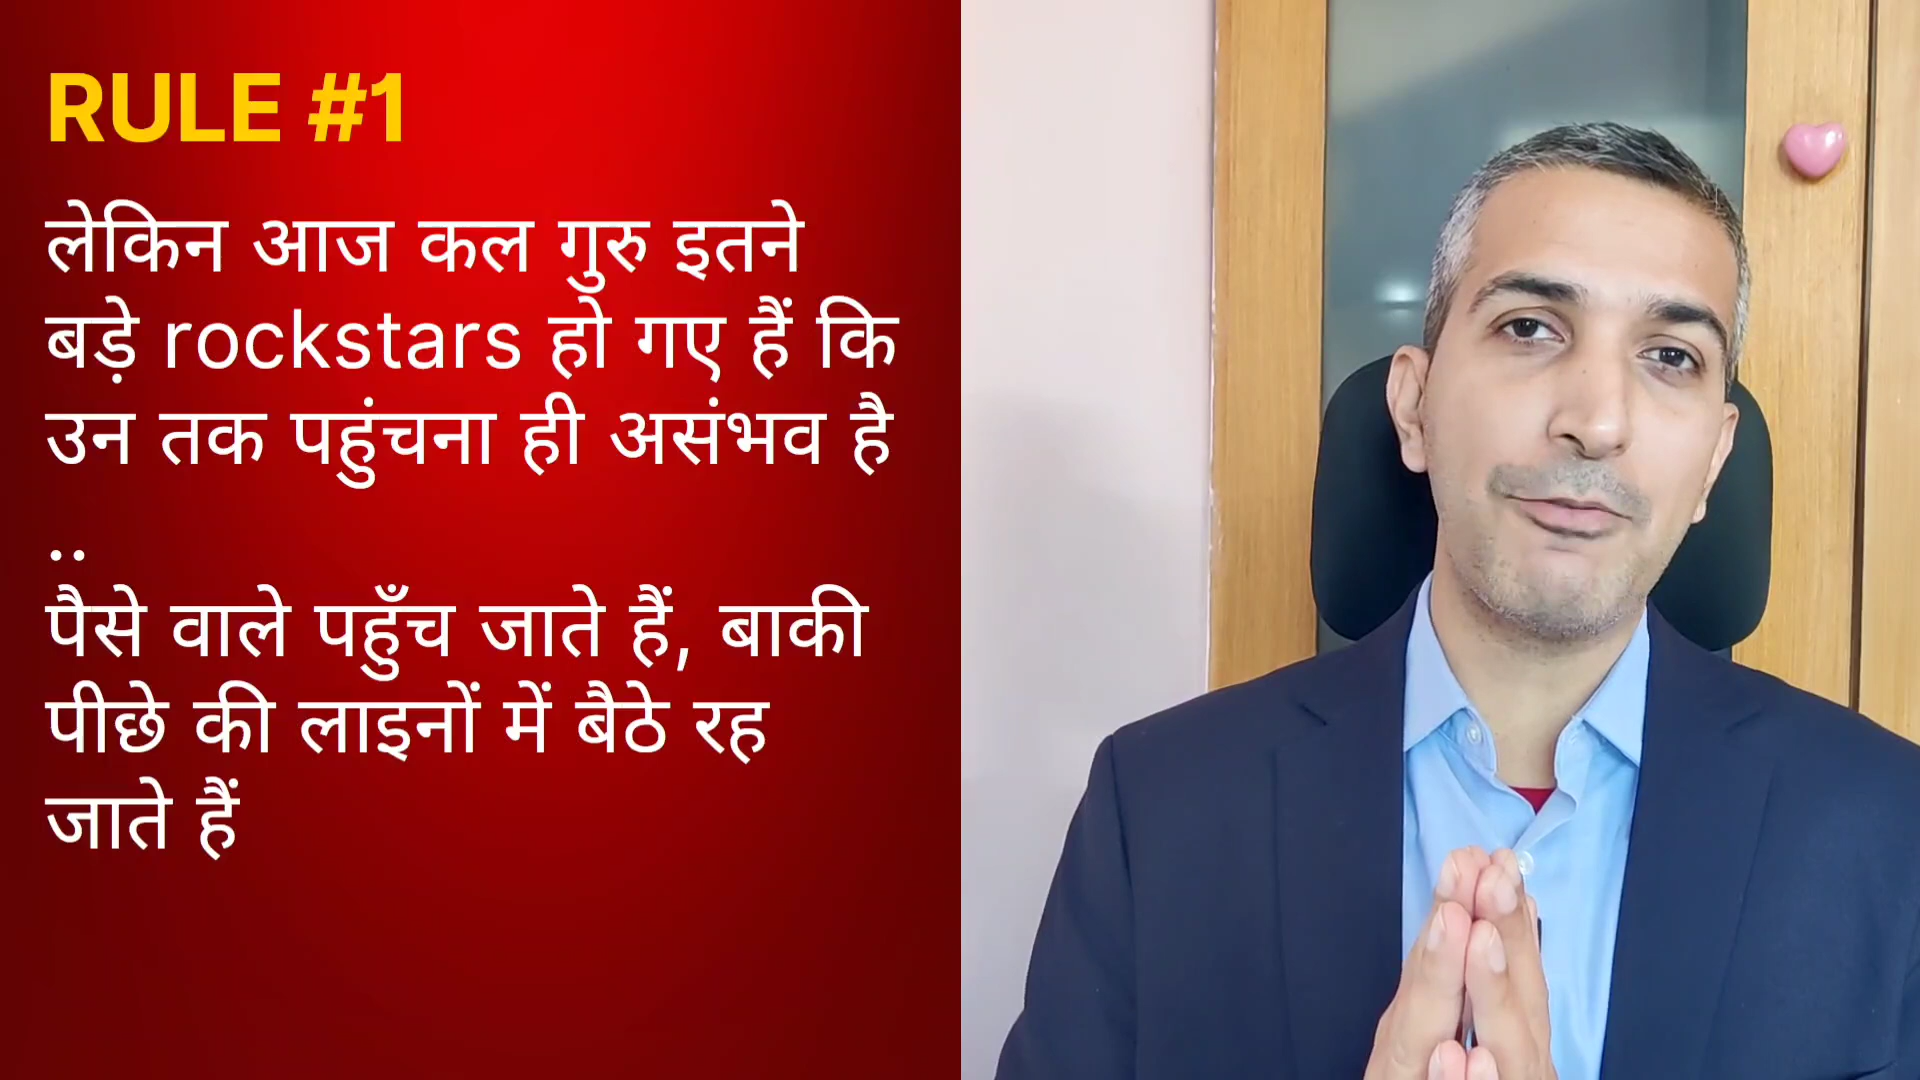 RULE #1
लेकिन आज कल गुरु इतने
बड़े rockstars हो गए हैं कि
उन तक पहुंचना ही असंभव है
..
पैसे वाले पहुँच जाते हैं, बाकी
पीछे की लाइनों में बैठे रह
जाते हैं